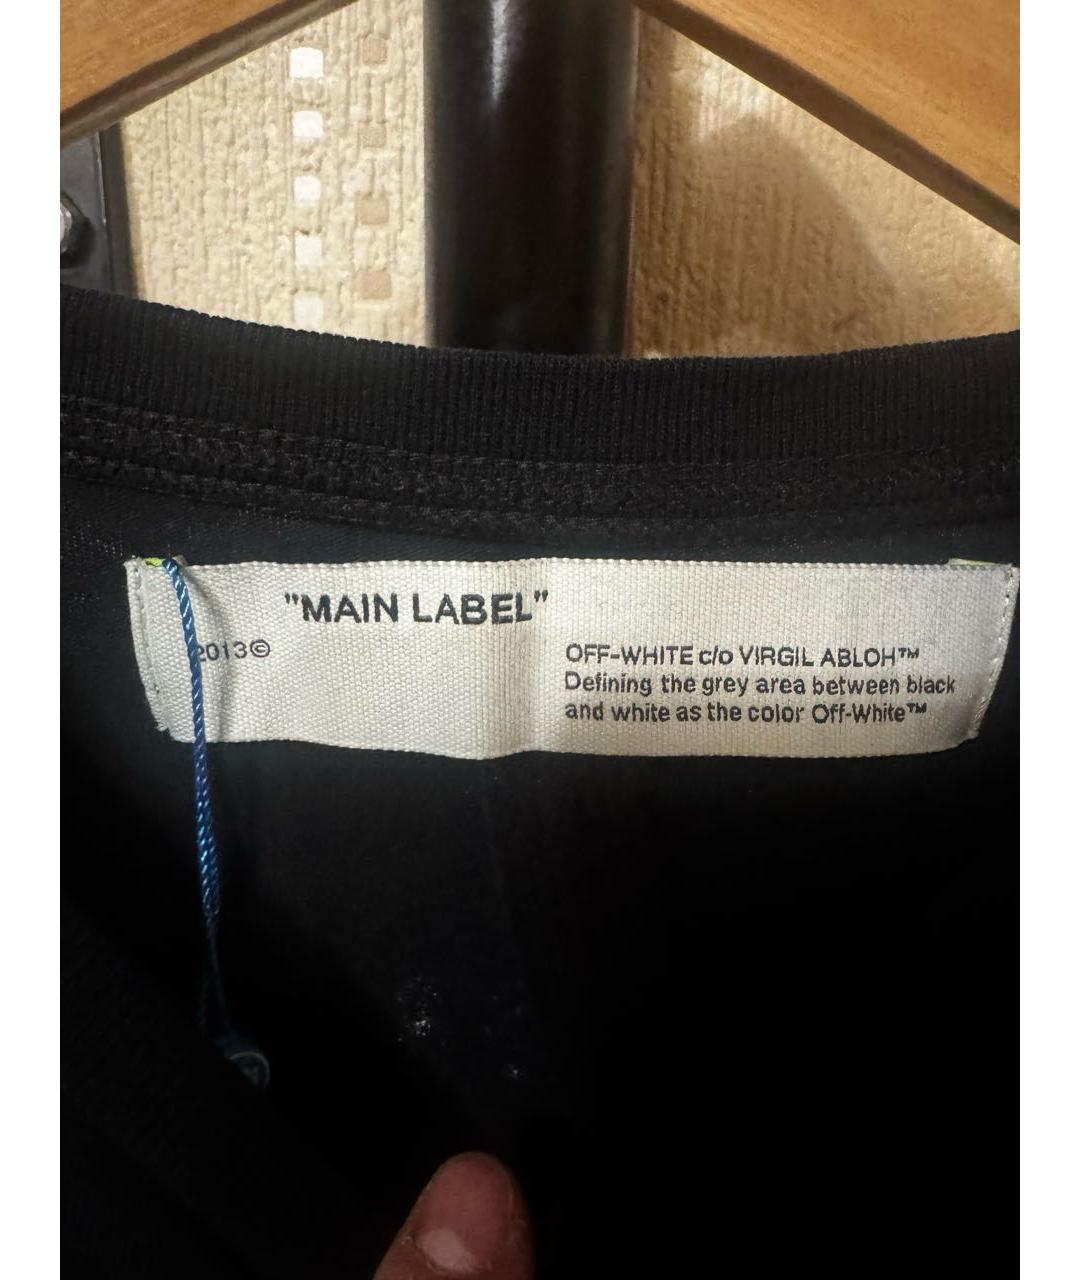 "MAIN LABEL"
2013©
OFF-WHITE c/o VIRGIL ABLOH™
Defining the grey area between black
and white as the color Off-White™